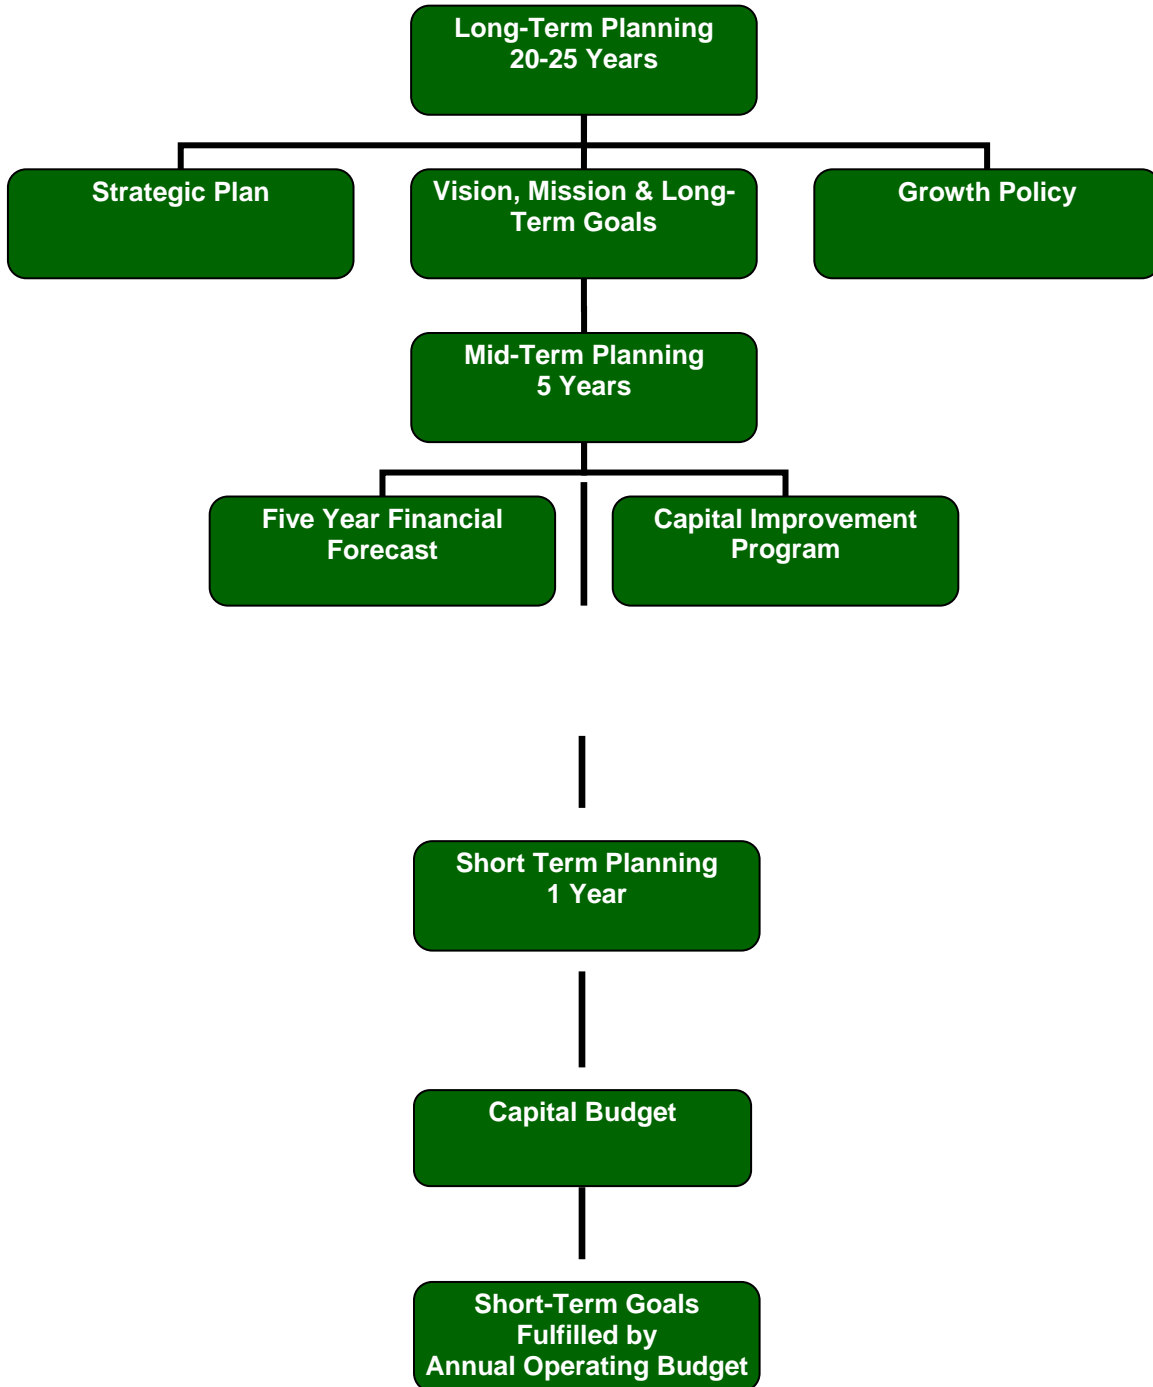 Long-Term Planning
20-25 Years
Strategic Plan
Vision, Mission & Long-
Term Goals
Growth Policy
Mid-Term Planning
5 Years
Five Year Financial
Forecast
Capital Improvement
Program
Short Term Planning
1 Year
Capital Budget
Short-Term Goals
Fulfilled by
Annual Operating Budget